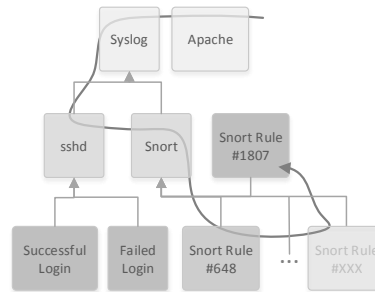 Syslog
Apache
sshd
Snort
Snort Rule
#1807
Successful
Login
Failed
Login
Snort Rule
#648
...
Snort Rule
#XXX